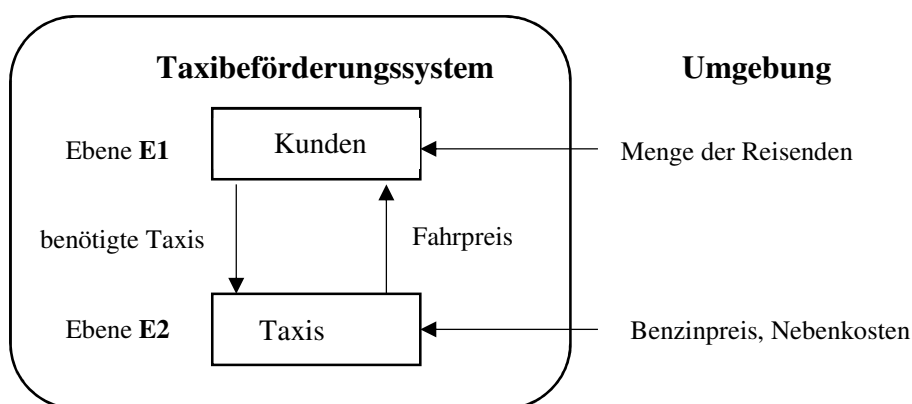 Taxibeförderungssystem
Umgebung
Ebene E1
Kunden
Menge der Reisenden
benötigte Taxis
Fahrpreis
Ebene E2
Taxis
Benzinpreis, Nebenkosten